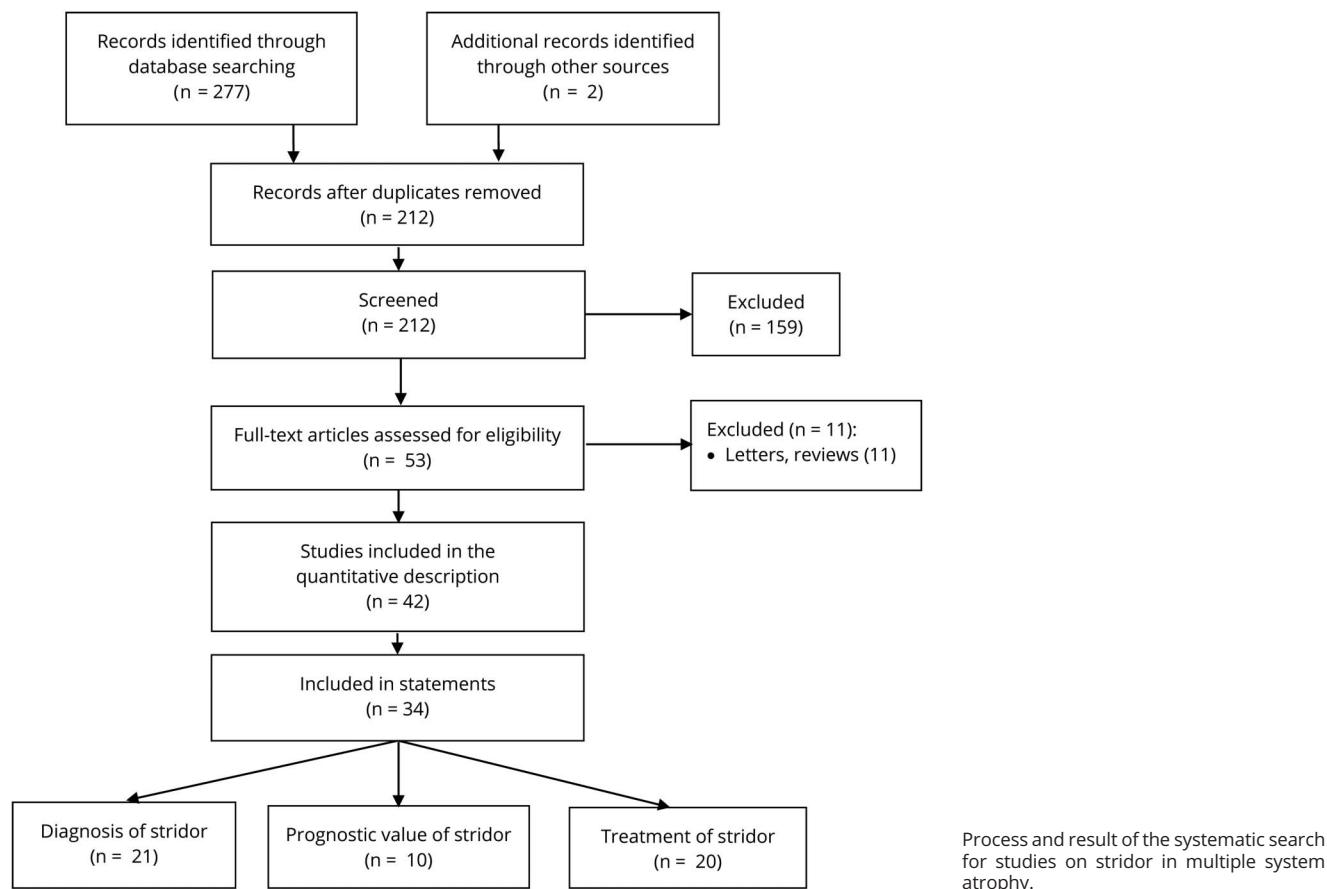 Records identified through
database searching
(n = 277)
Additional records identified
through other sources
(n = 2)
Records after duplicates removed
(n = 212)
Screened
(n = 212)
Excluded
(n = 159)
Full-text articles assessed for eligibility
(n = 53)
Excluded (n = 11):
• Letters, reviews (11)
Studies included in the
quantitative description
(n = 42)
Included in statements
(n = 34)
Diagnosis of stridor
(n = 21)
Prognostic value of stridor
(n = 10)
Treatment of stridor
(n = 20)
Process and result of the systematic search
for studies on stridor in multiple system
atrophy.